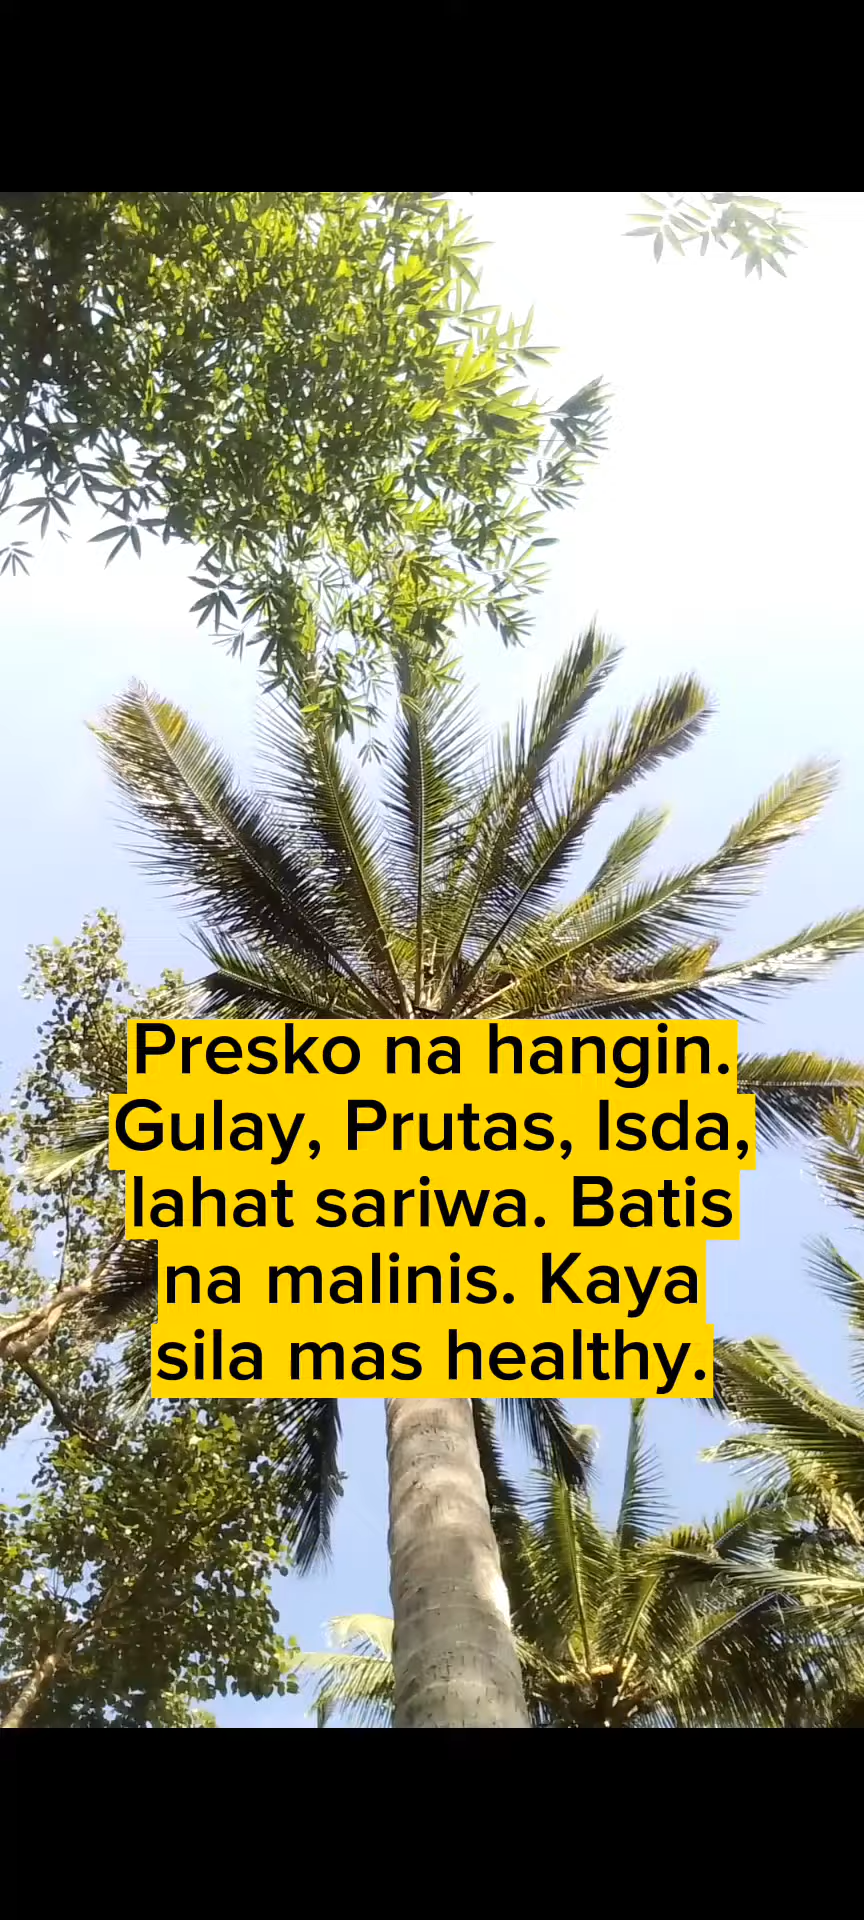 Presko na hangin.
Gulay, Prutas, Isda,
lahat sariwa. Batis
na malinis. Kaya
sila mas healthy.